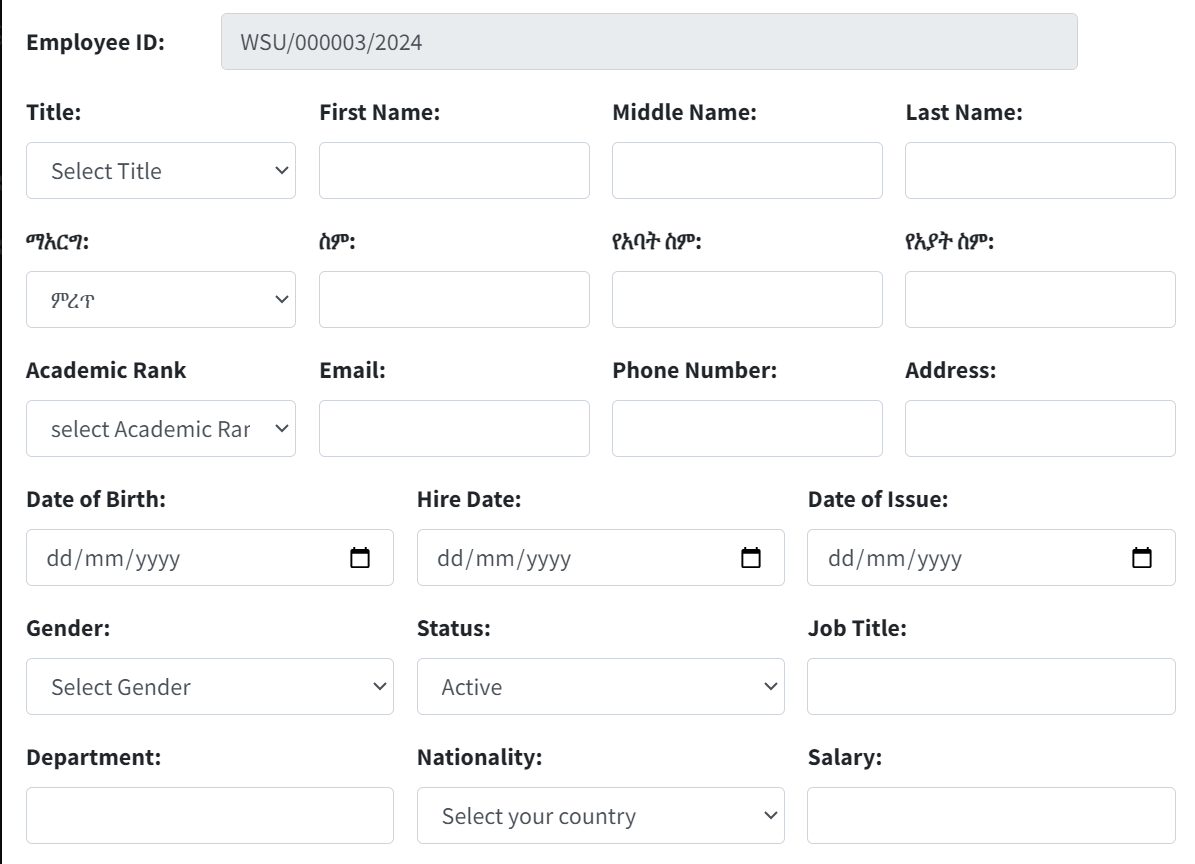 Employee ID: WSU/000003/2024
Title: First Name: Middle Name: Last Name:
Select Title
ማእርግ: ስም: የአባት ስም: የአያት ስም:
ምረጥ
Academic Rank Email: Phone Number: Address:
select Academic Rar
Date of Birth: Hire Date: Date of Issue:
dd/mm/yyyy dd/mm/yyyy dd/mm/yyyy
Gender: Status: Job Title:
Select Gender Active
Department: Nationality: Salary:
Select your country